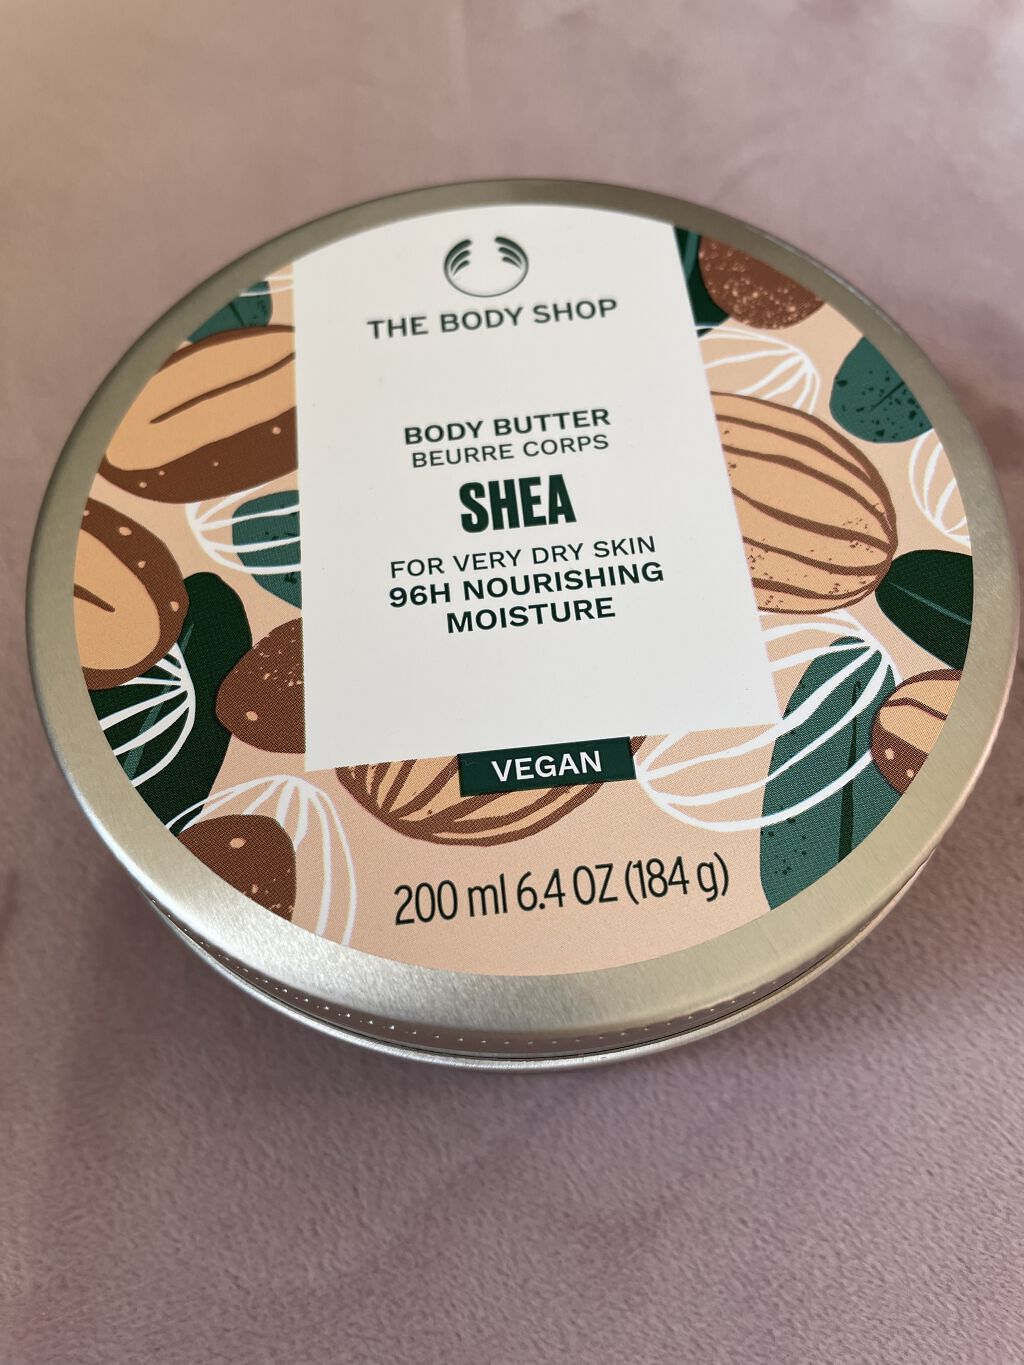 THE BODY SHOP
BODY BUTTER
BEURRE CORPS
SHEA
FOR VERY DRY SKIN
96H NOURISHING
MOISTURE
VEGAN
200 ml 6.4 OZ (184 g)